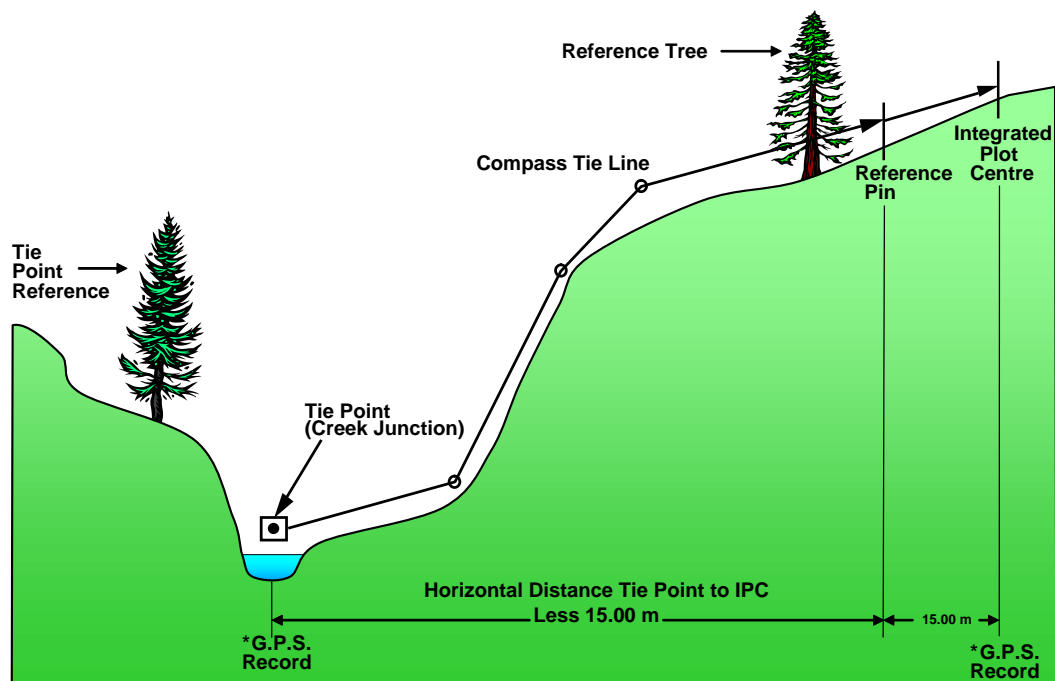 Reference Tree
Integrated
Plot
Centre
Compass Tie Line
Reference
Pin
Tie
Point
Reference
Tie Point
(Creek Junction)
Horizontal Distance Tie Point to IPC
Less 15.00 m
15.00 m
*G.P.S.
Record
*G.P.S.
Record